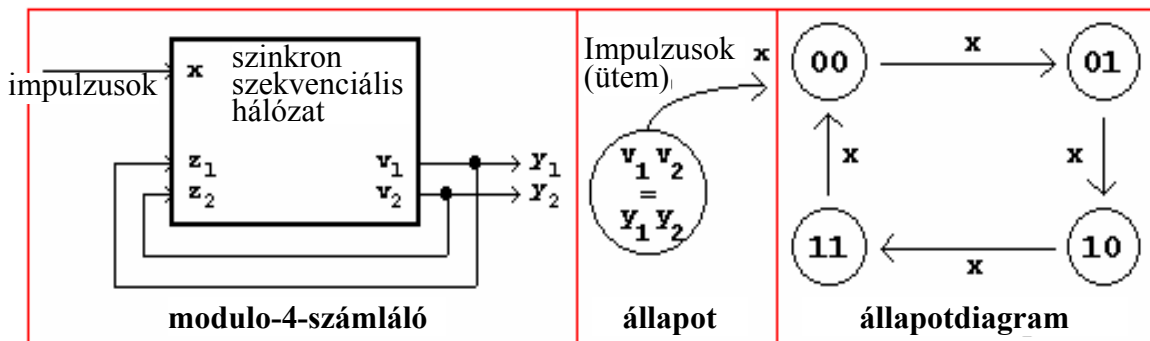 impulzusok
x
szinkron
szekvenciális
hálózat
z1
z2
v1
v2
y1
y2
modulo-4-számláló
Impulzusok
(ütem)
x
v1 v2
=
y1 y2
állapot
00
x
01
x
x
11
x
10
állapotdiagram